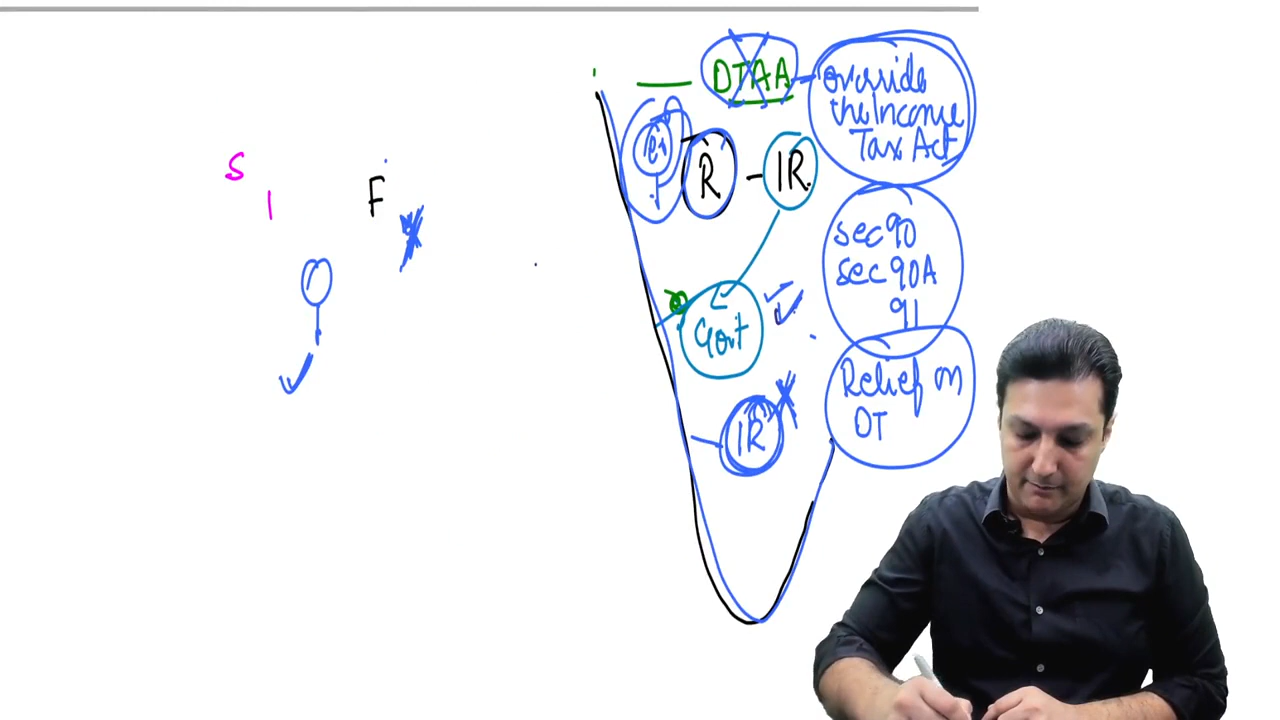 DTAA
override
the Income
Tax Act
R - IR
S
I
F
sec 90
sec 90A
91
Govt
Relief on
DT
IR